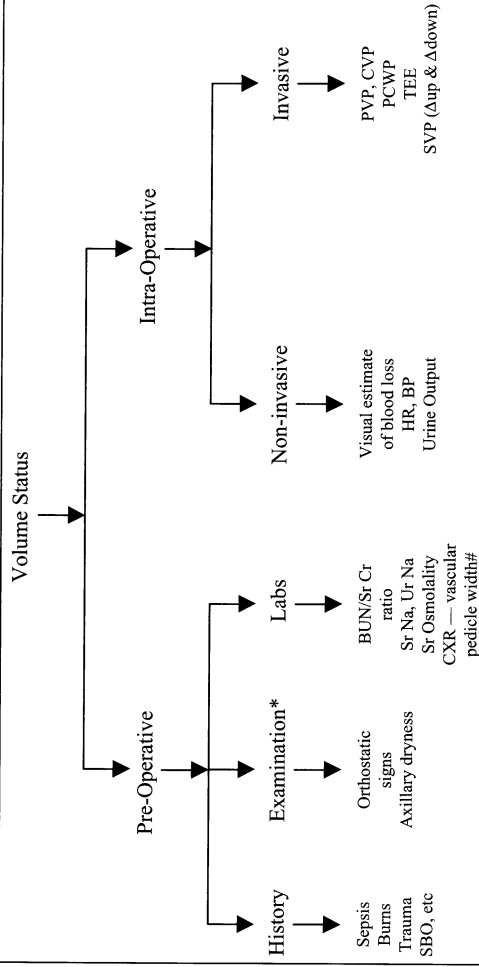 Volume Status
Pre-Operative
Intra-Operative
History
Examination*
Labs
Non-invasive
Invasive
Sepsis
Burns
Trauma
SBO, etc
Orthostatic
signs
Axillary dryness
BUN/Sr Cr
ratio
Sr Na, Ur Na
Sr Osmolality
CXR — vascular
pedicle width#
Visual estimate
of blood loss
HR, BP
Urine Output
PVP, CVP
PCWP
TEE
SVP (Δup & Δdown)